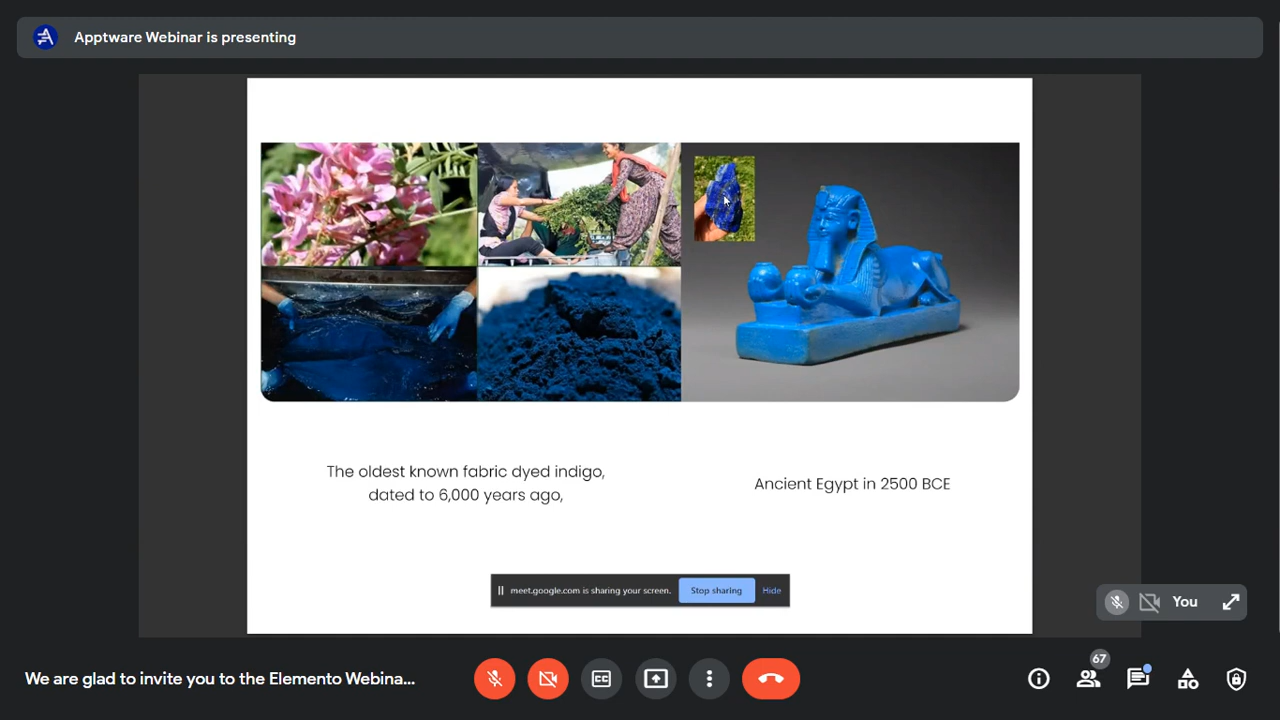 Apptware Webinar is presenting
The oldest known fabric dyed indigo,
dated to 6,000 years ago,
Ancient Egypt in 2500 BCE
meet.google.com is sharing your screen.
Stop sharing
Hide
You
We are glad to invite you to the Elemento Webina...
CC
67